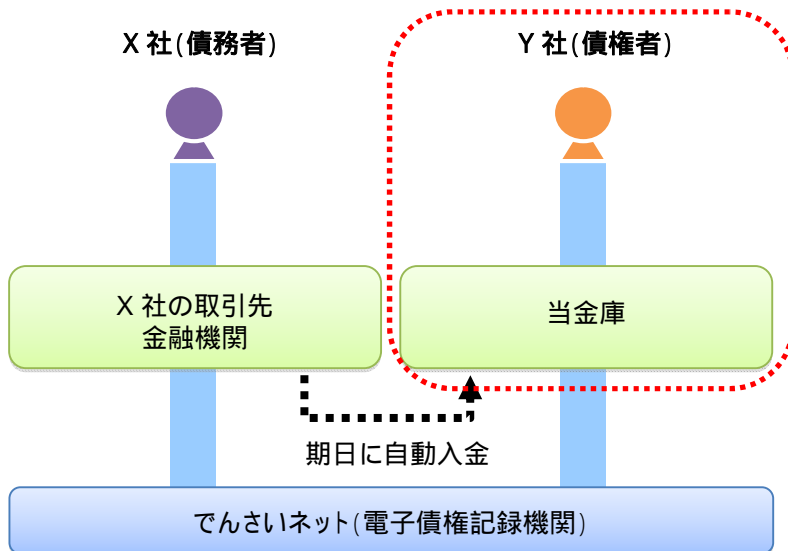 X 社(債務者)
Y 社(債権者)
X 社の取引先
金融機関
当金庫
期日に自動入金
でんさいネット(電子債権記録機関)